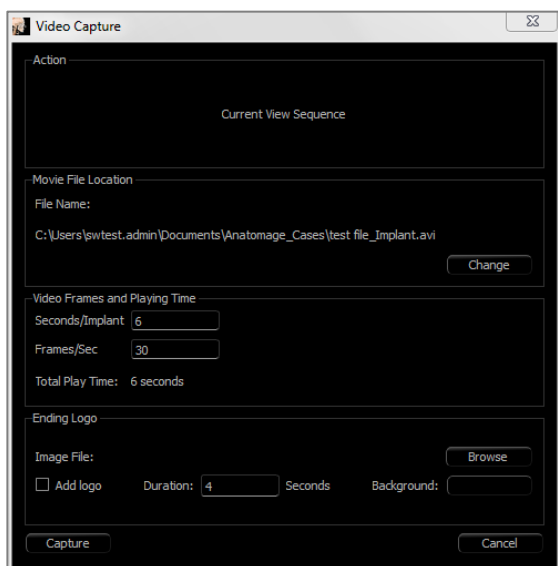 Video Capture
Action
Current View Sequence
Movie File Location
File Name:
C:\Users\swtest.admin\Documents\Anatomage_Cases\test file_Implant.avi
Change
Video Frames and Playing Time
Seconds/Implant 6
Frames/Sec 30
Total Play Time: 6 seconds
Ending Logo
Image File: Browse
Add logo Duration: 4 Seconds Background:
Capture Cancel